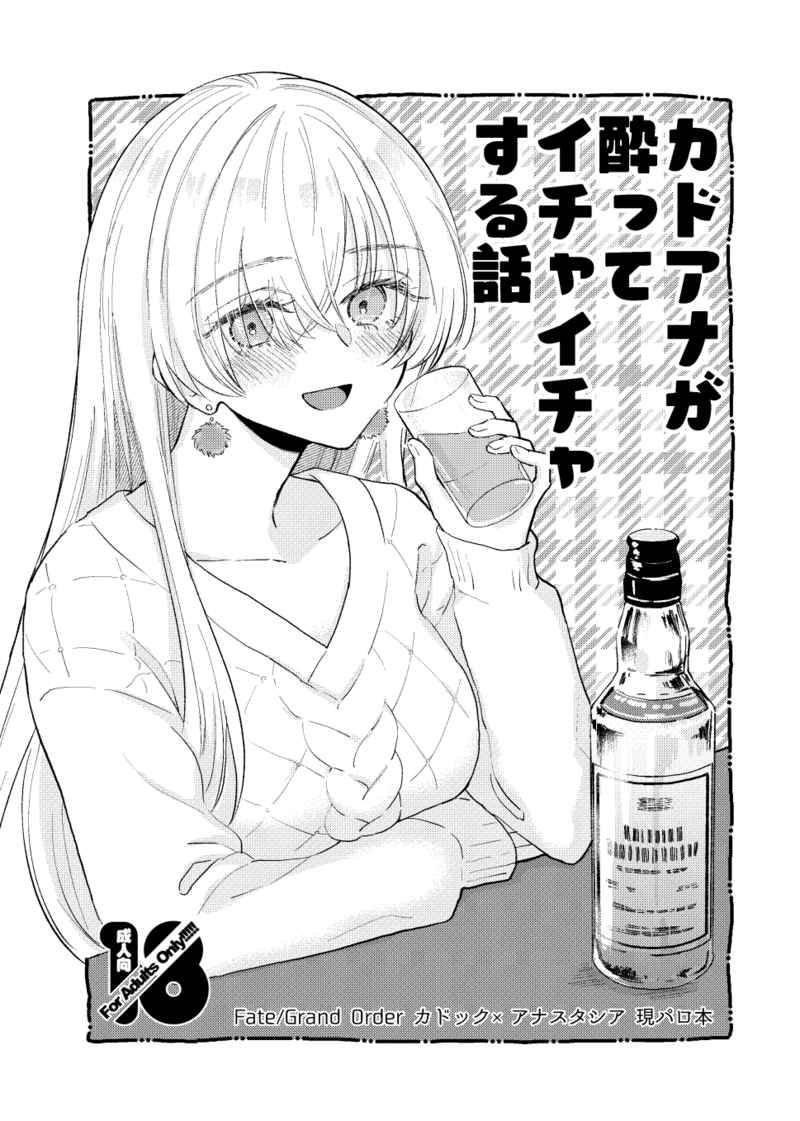 カドアナが
酔って
イチャイチャ
する話
成人向
18
For Adults Only!!!!!
Fate/Grand Order カドック× アナスタシア 現パロ本